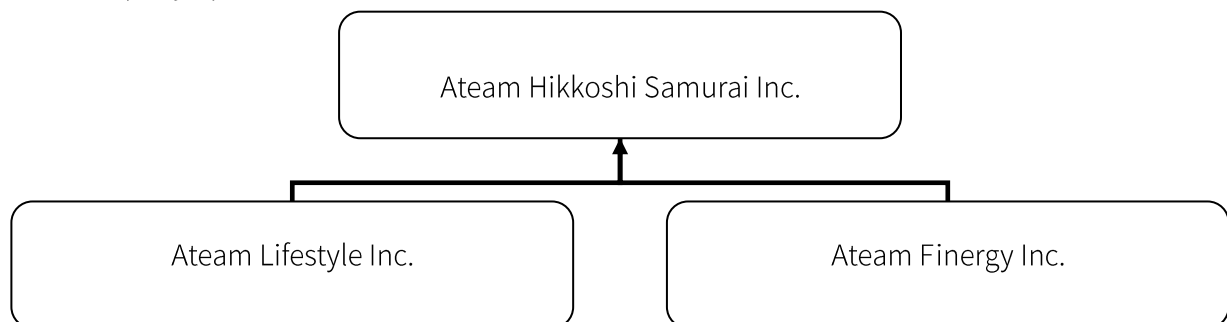 Ateam Hikkoshi Samurai Inc.
Ateam Lifestyle Inc.
Ateam Finergy Inc.